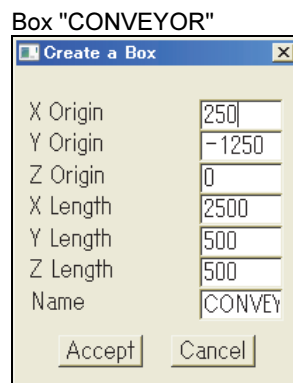 Box "CONVEYOR"
Create a Box
X Origin 250
Y Origin -1250
Z Origin 0
X Length 2500
Y Length 500
Z Length 500
Name CONVEY
Accept Cancel